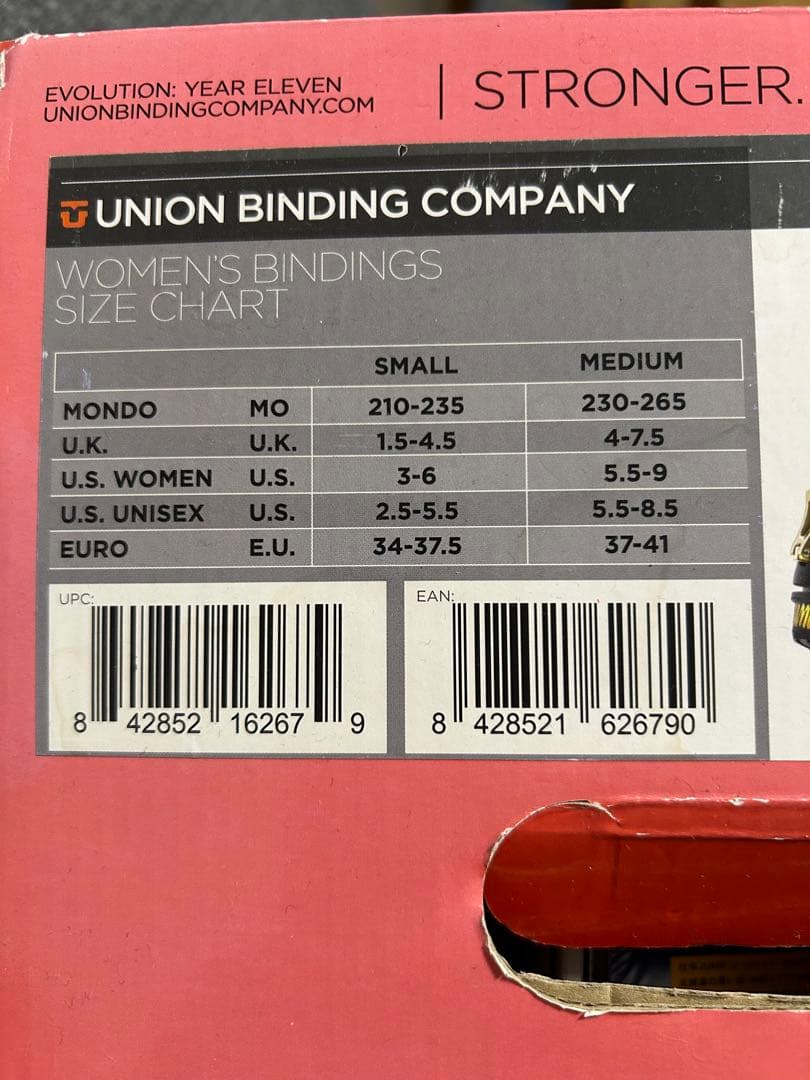 EVOLUTION: YEAR ELEVEN
UNIONBINDINGCOMPANY.COM
STRONGER.
UNION BINDING COMPANY
WOMEN'S BINDINGS
SIZE CHART
SMALL MEDIUM
MONDO MO 210-235 230-265
U.K. U.K. 1.5-4.5 4-7.5
U.S. WOMEN U.S. 3-6 5.5-9
U.S. UNISEX U.S. 2.5-5.5 5.5-8.5
EURO E.U. 34-37.5 37-41
UPC: EAN:
8 42852 16267 9 8 428521 626790